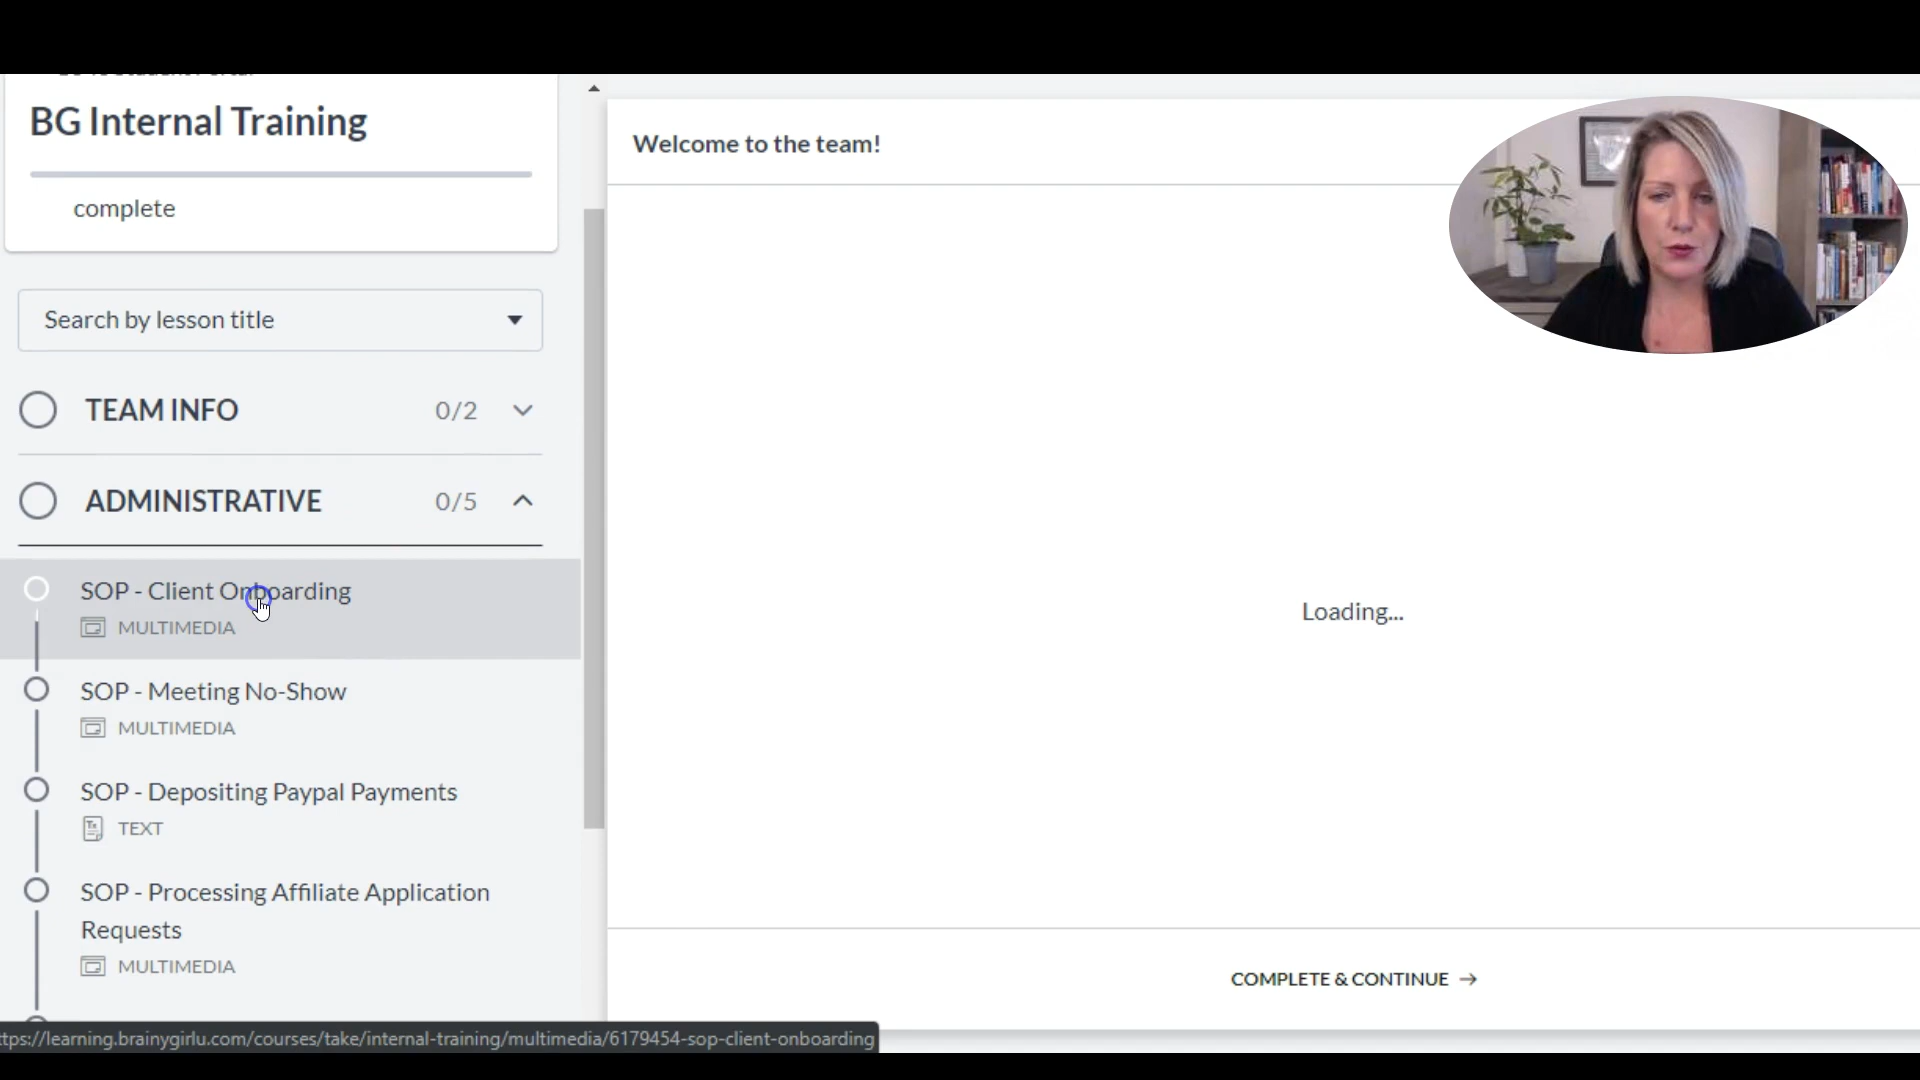 BG Internal Training
complete
Search by lesson title
TEAM INFO 0/2
ADMINISTRATIVE 0/5
SOP - Client Onboarding
MULTIMEDIA
SOP - Meeting No-Show
MULTIMEDIA
SOP - Depositing Paypal Payments
TEXT
SOP - Processing Affiliate Application
Requests
MULTIMEDIA
Welcome to the team!
Loading...
COMPLETE & CONTINUE →
ttps://learning.brainygirlu.com/courses/take/internal-training/multimedia/6179454-sop-client-onboarding